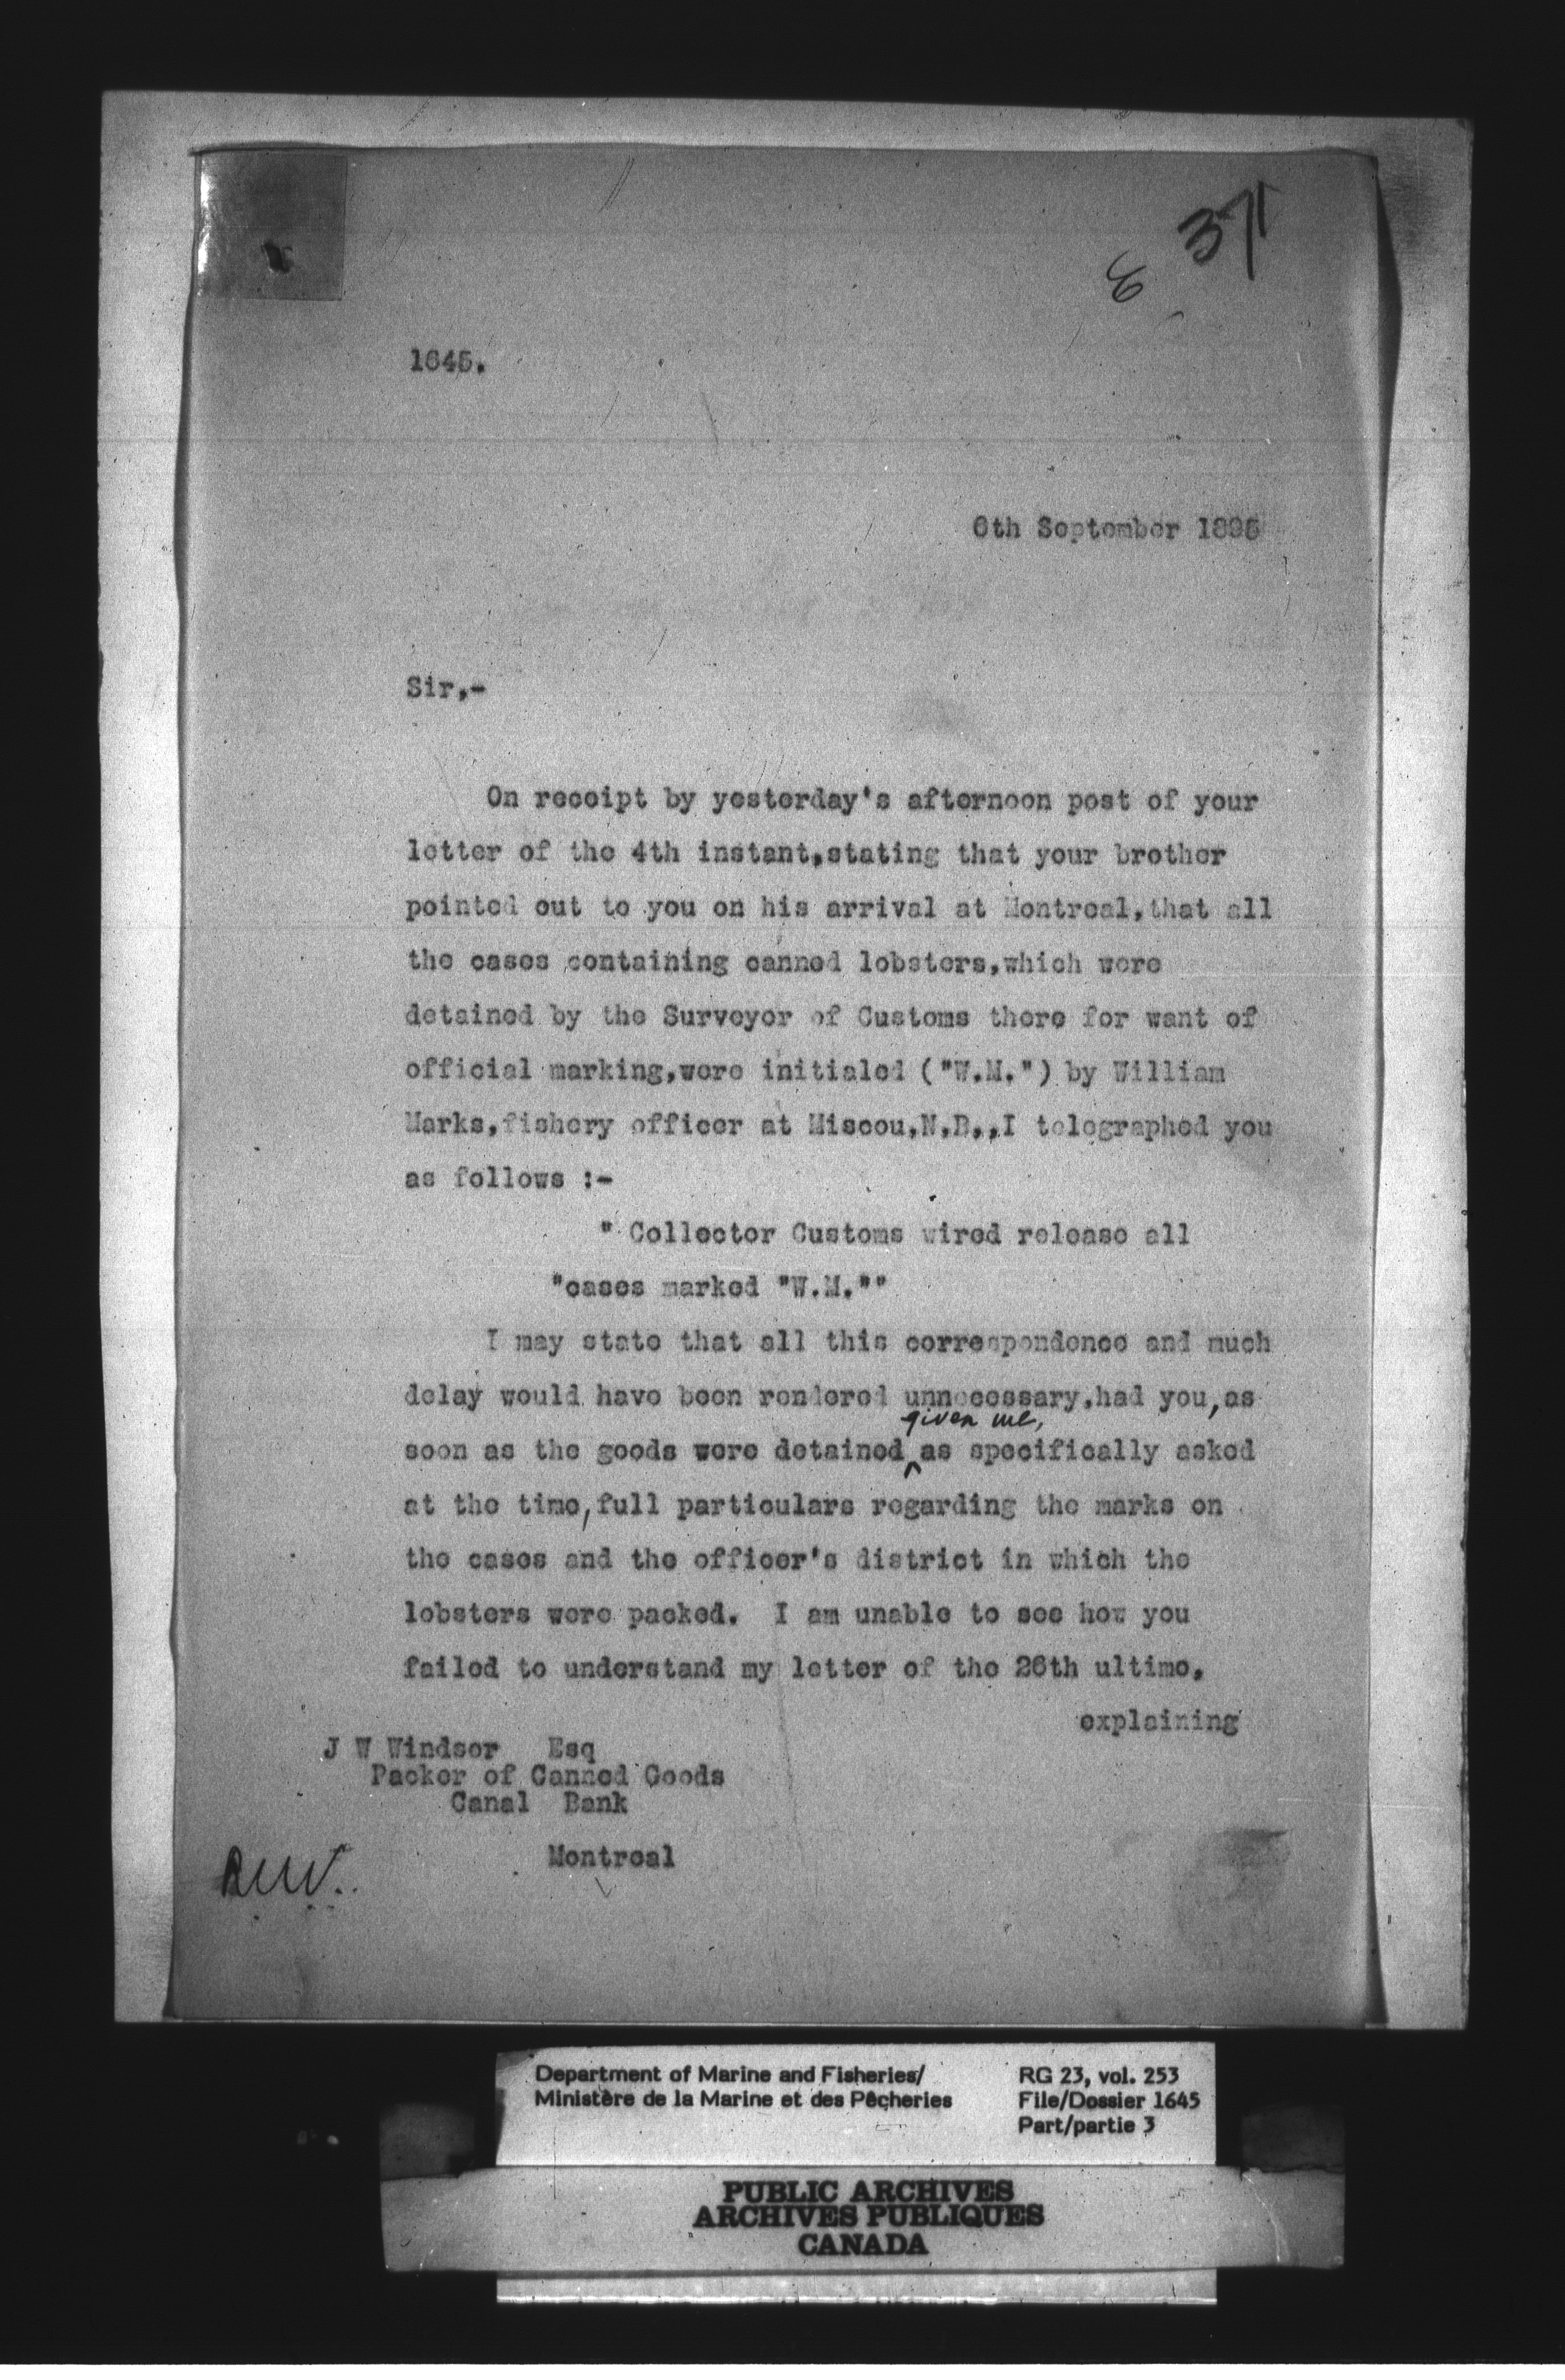 371
1645.
6th September 1895
Sir,-
On receipt by yesterday's afternoon post of your
letter of the 4th instant,stating that your brother
pointed out to you on his arrival at Montreal,that all
the cases containing canned lobsters,which were
detained by the Surveyor of Customs there for want of
official marking,were initialed ("W.M.") by William
Marks,fishery officer at Miscou,N.B.,,I telegraphed you
as follows :-
" Collector Customs wired release all
"cases marked "W.M.""
I may state that all this correspondence and much
delay would have been rendered unnecessary,had you,as
given me,
soon as the goods were detained as specifically asked
at the time,full particulars regarding the marks on
the cases and the officer's district in which the
lobsters were packed. I am unable to see how you
failed to understand my letter of the 26th ultimo,
explaining
J W Windsor Esq
Packer of Canned Goods
Canal Bank
Montreal
Department of Marine and Fisheries/
Ministère de la Marine et des Pêcheries
RG 23, vol. 253
File/Dossier 1645
Part/partie 3
PUBLIC ARCHIVES
ARCHIVES PUBLIQUES
CANADA